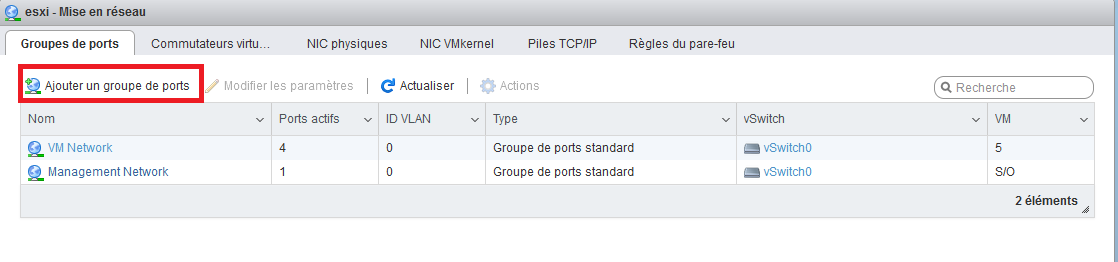 esxi - Mise en réseau
Groupes de ports Commutateurs virtu... NIC physiques NIC VMkernel Piles TCP/IP Règles du pare-feu
Ajouter un groupe de ports Modifier les paramètres Actualiser Actions Recherche
Nom Ports actifs ID VLAN Type vSwitch VM
VM Network 4 0 Groupe de ports standard vSwitch0 5
Management Network 1 0 Groupe de ports standard vSwitch0 S/O
2 éléments